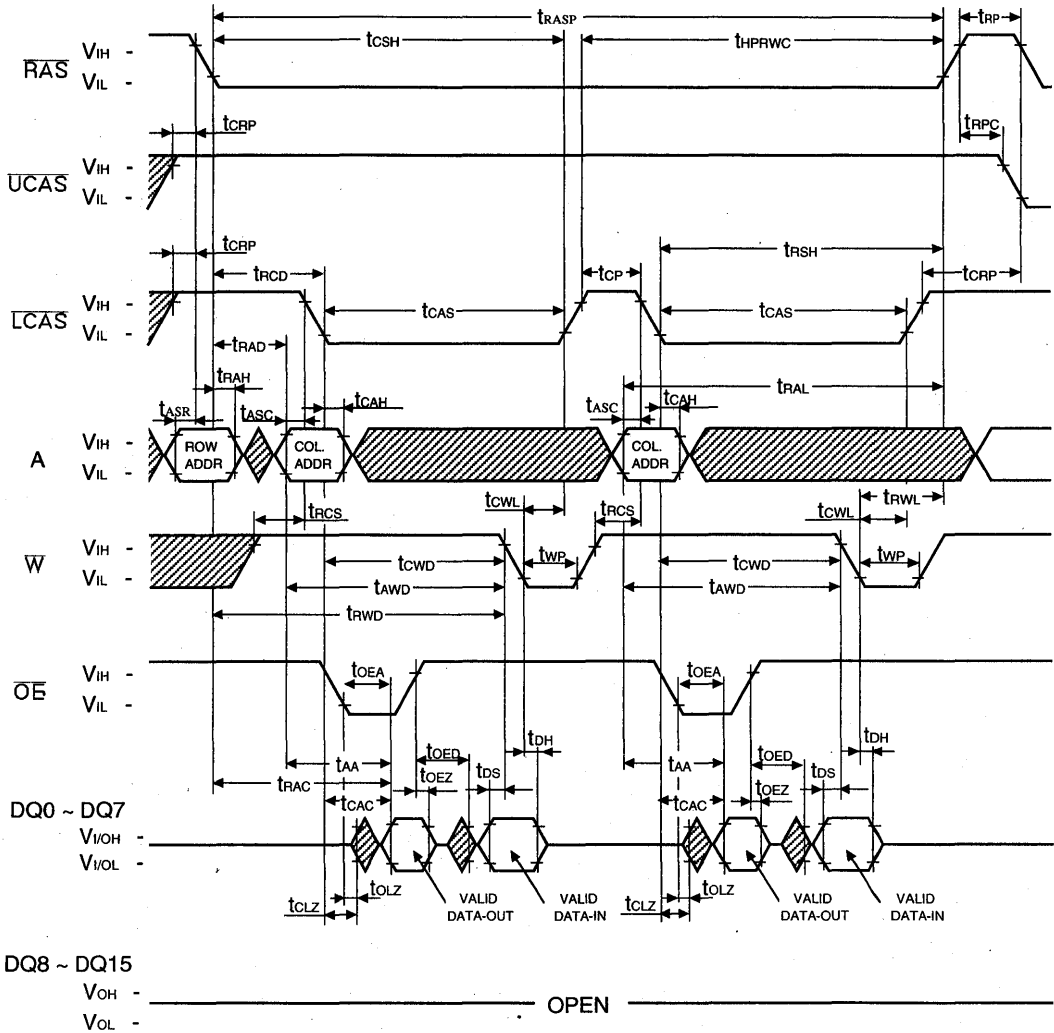 tRASP tRP
tCSH tHPRWC
RAS VIH -
VIL -
tCRP tRPC
UCAS VIH -
VIL -
tCRP tRSH
tRCD tCP tCRP
LCAS VIH -
VIL -
tCAS tCAS
tRAD
tRAH tRAL
tASR tASC tCAH tASC tCAH
A VIH -
VIL -
ROW ADDR COL. ADDR COL. ADDR
tRCS tCWL tRCS tCWL tRWL
W VIH -
VIL -
tCWD tWP tCWD tWP
tAWD tAWD
tRWD
OE VIH -
VIL -
tOEA tOEA
tAA tOED tDH tAA tOED tDH
tRAC tOEZ tDS tOEZ tDS
tCAC tCAC
DQ0 ~ DQ7
VI/OH -
VI/OL -
tCLZ tOLZ VALID DATA-OUT VALID DATA-IN tCLZ tOLZ VALID DATA-OUT VALID DATA-IN
DQ8 ~ DQ15
VOH -
OPEN
VOL -